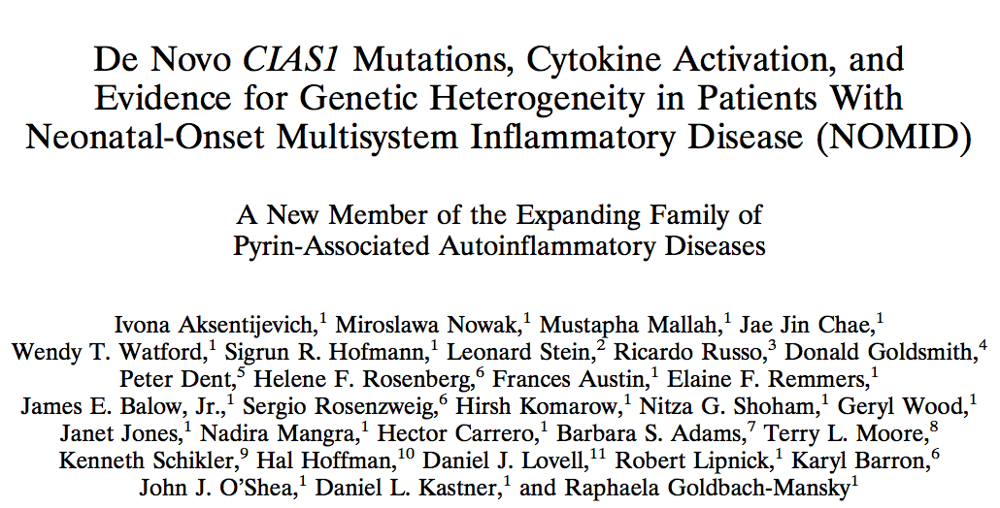 De Novo CIAS1 Mutations, Cytokine Activation, and
Evidence for Genetic Heterogeneity in Patients With
Neonatal-Onset Multisystem Inflammatory Disease (NOMID)
A New Member of the Expanding Family of
Pyrin-Associated Autoinflammatory Diseases
Ivona Aksentijevich,¹ Miroslawa Nowak,¹ Mustapha Mallah,¹ Jae Jin Chae,¹
Wendy T. Watford,¹ Sigrun R. Hofmann,¹ Leonard Stein,² Ricardo Russo,³ Donald Goldsmith,⁴
Peter Dent,⁵ Helene F. Rosenberg,⁶ Frances Austin,¹ Elaine F. Remmers,¹
James E. Balow, Jr.,¹ Sergio Rosenzweig,⁶ Hirsh Komarow,¹ Nitza G. Shoham,¹ Geryl Wood,¹
Janet Jones,¹ Nadira Mangra,¹ Hector Carrero,¹ Barbara S. Adams,⁷ Terry L. Moore,⁸
Kenneth Schikler,⁹ Hal Hoffman,¹⁰ Daniel J. Lovell,¹¹ Robert Lipnick,¹ Karyl Barron,⁶
John J. O'Shea,¹ Daniel L. Kastner,¹ and Raphaela Goldbach-Mansky¹